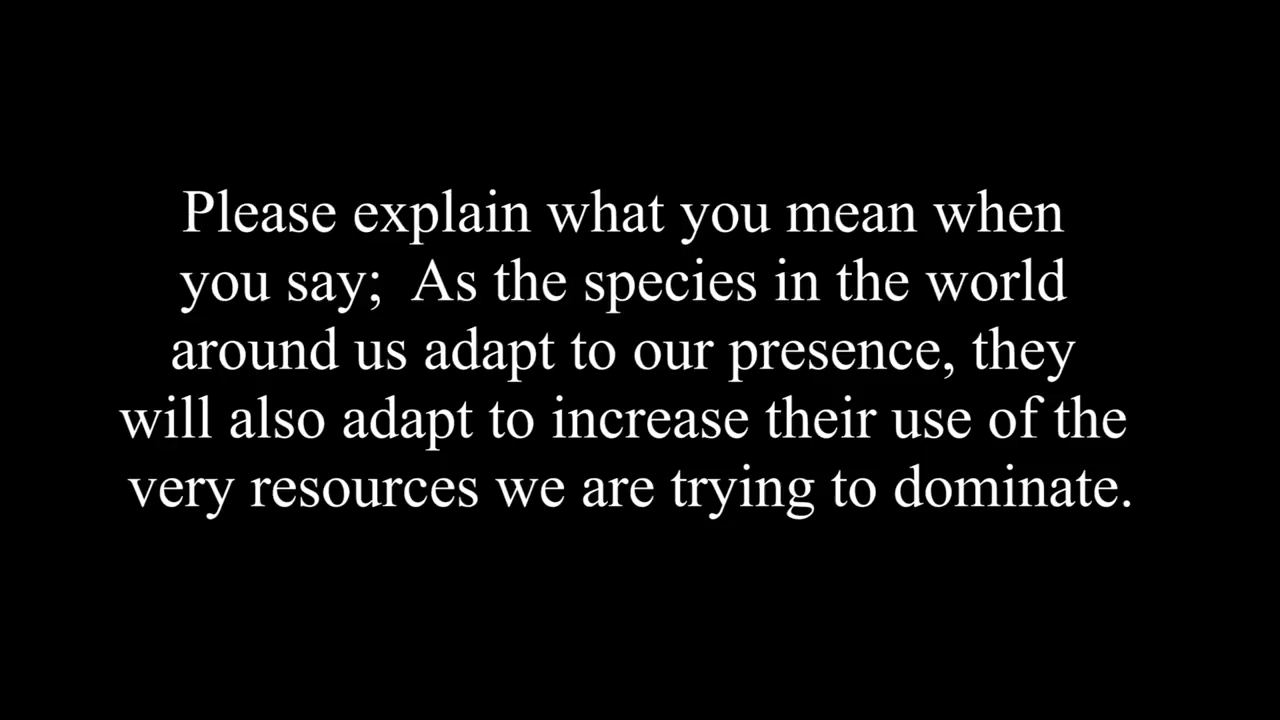 Please explain what you mean when
you say;  As the species in the world
around us adapt to our presence, they
will also adapt to increase their use of the
very resources we are trying to dominate.